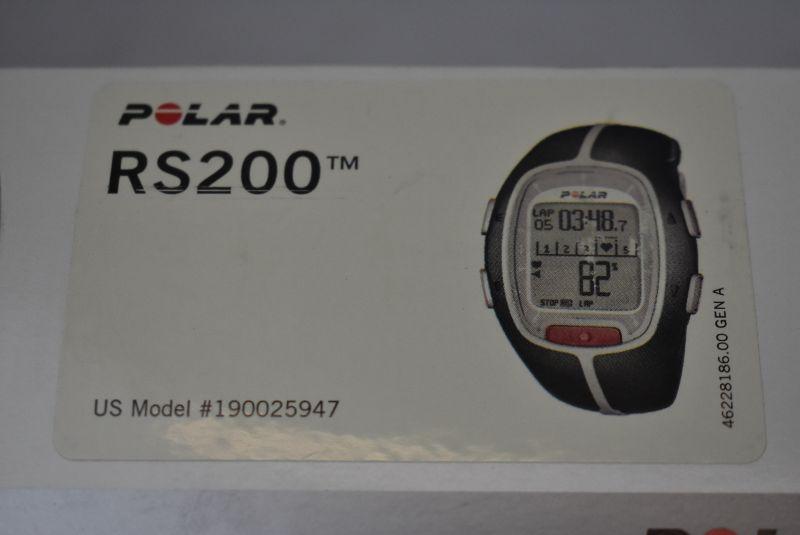 POLAR®
RS200™
POLAR
LAP
05 03:48.7
1 2 3 5
82%
STOP LAP
US Model #190025947
46228186.00 GEN A